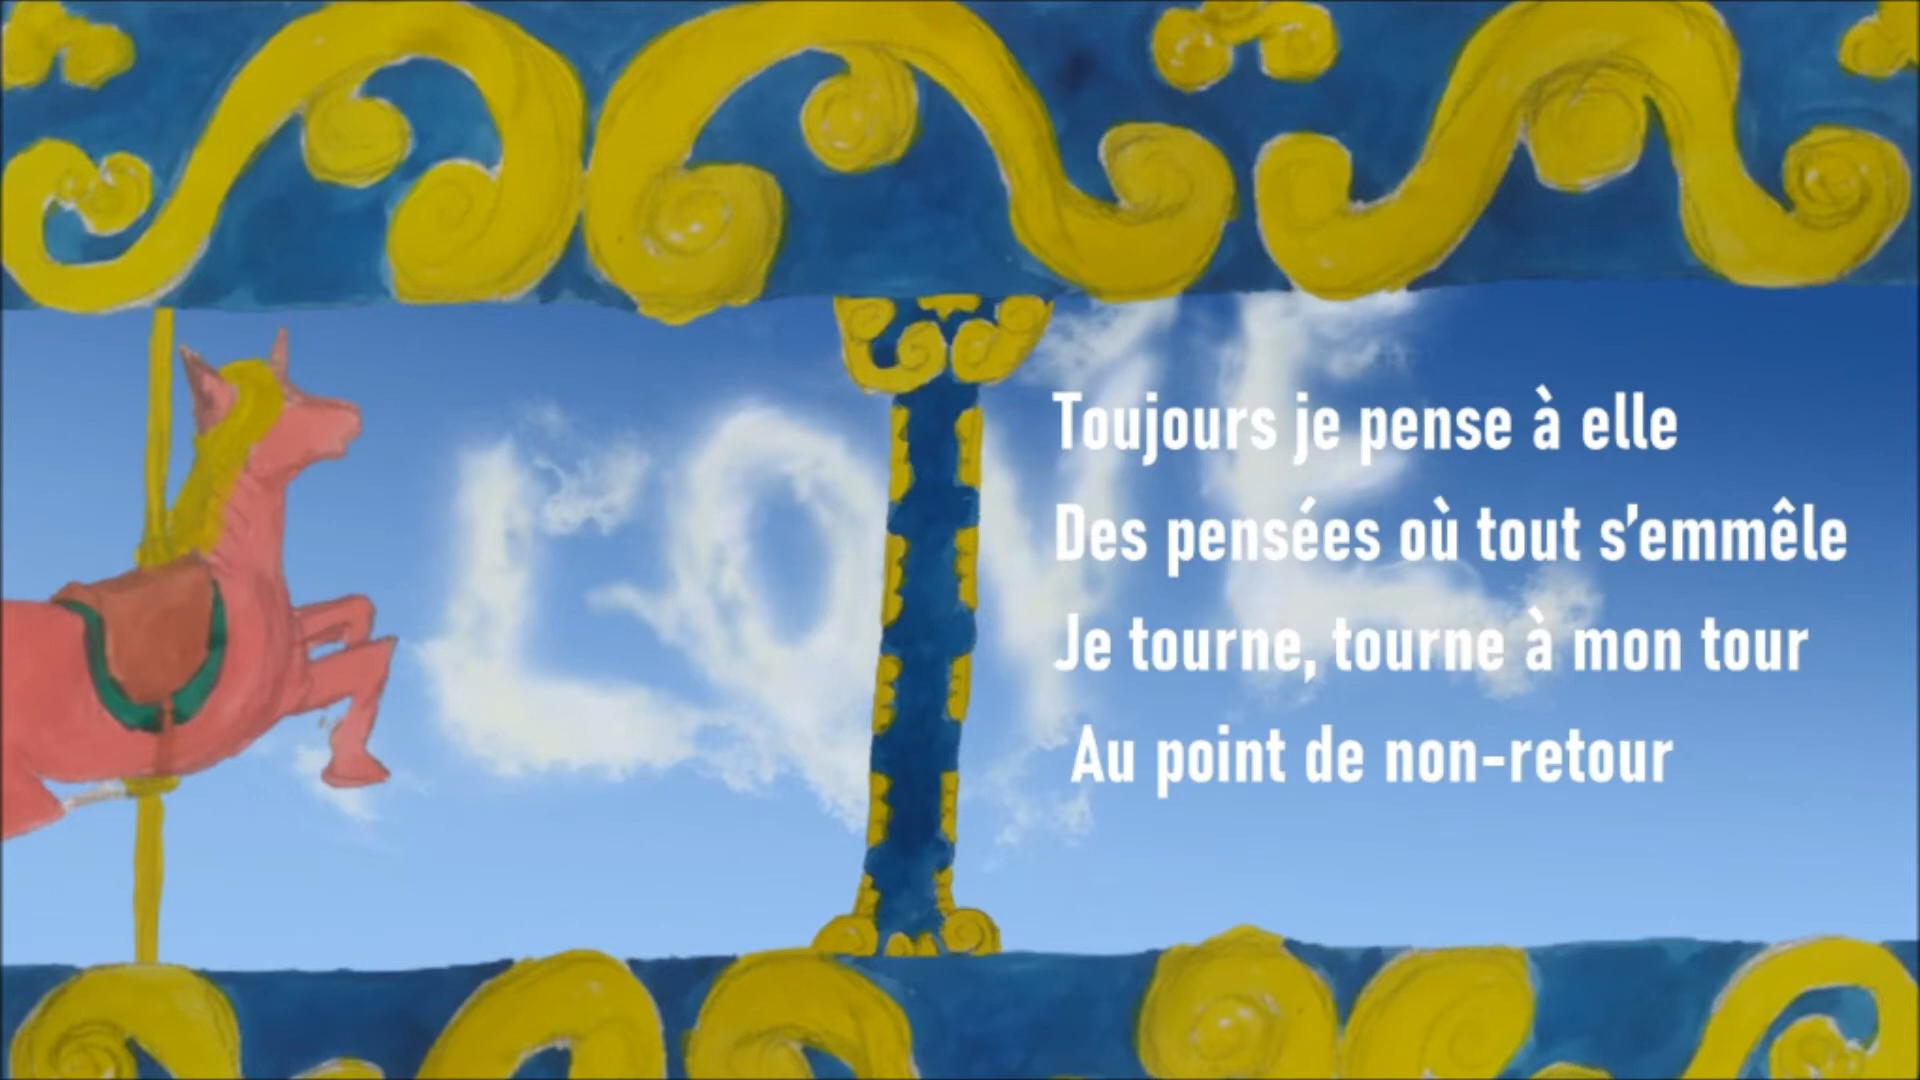 LOVE
Toujours je pense à elle
Des pensées où tout s'emmêle
Je tourne, tourne à mon tour
Au point de non-retour